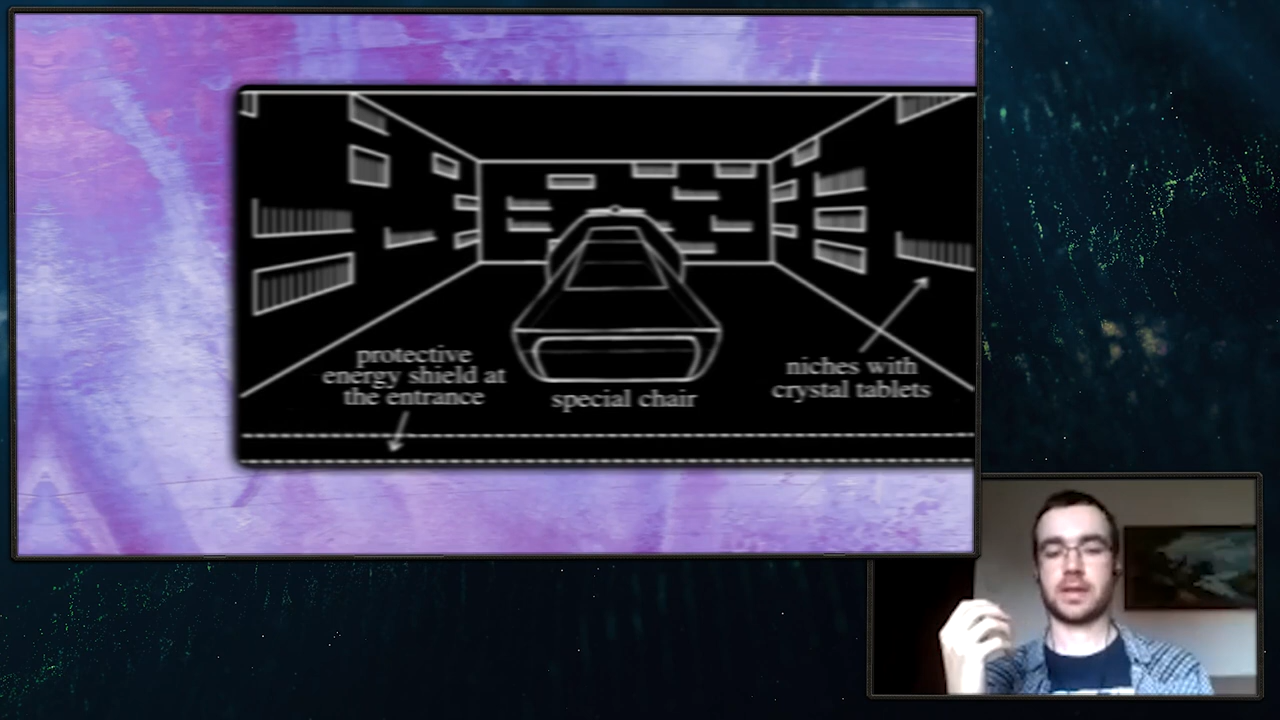 protective
energy shield at
the entrance
special chair
niches with
crystal tablets